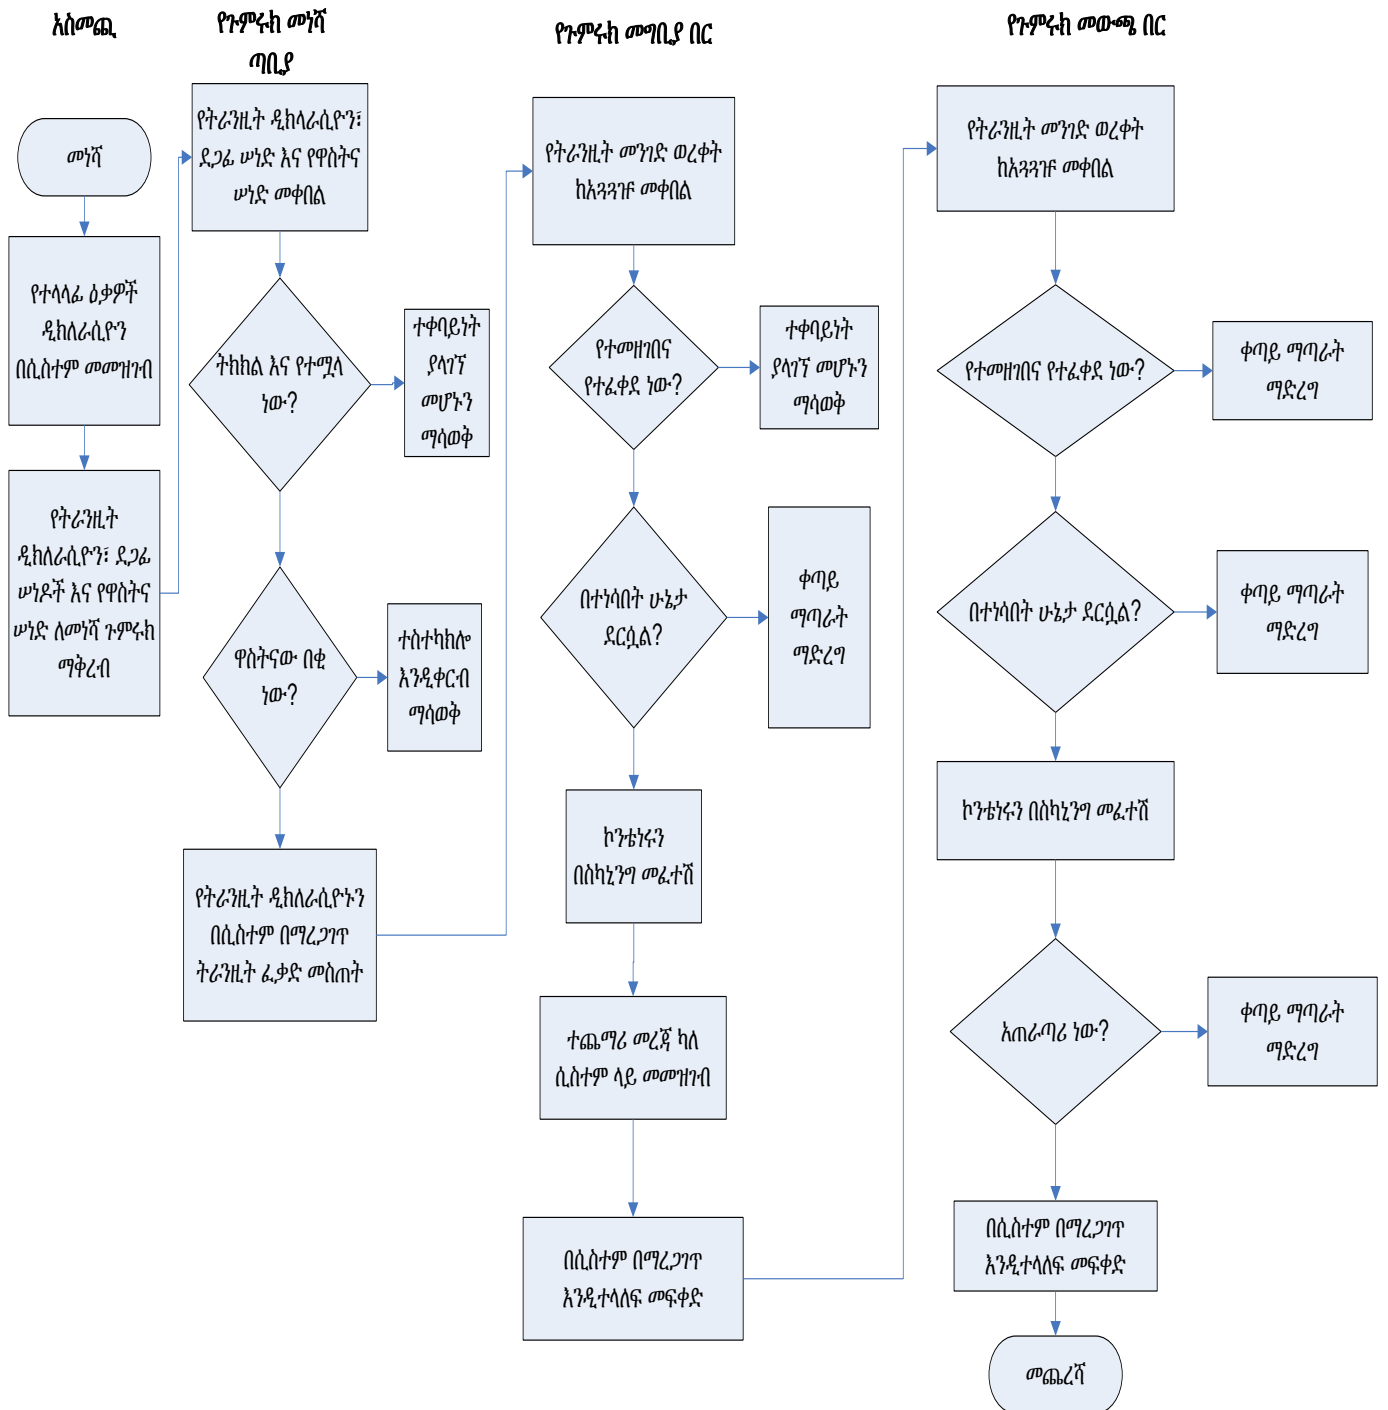 አስመጪ
የጉምሩክ መነሻ
ጣቢያ
የጉምሩክ መግቢያ በር
የጉምሩክ መውጫ በር
መነሻ
የተላላፊ ዕቃዎች
ዲክለራሲዮን
በሲስተም መመዝገብ
የትራንዚት
ዲክለራሲዮን፣ ደጋፊ
ሠነዶች እና የዋስትና
ሠነድ ለመነሻ ጉምሩክ
ማቅረብ
የትራንዚት ዲክላራሲዮን፣
ደጋፊ ሠነድ እና የዋስትና
ሠነድ መቀበል
ትክክል እና የተሟላ
ነው?
ተቀባይነት
ያላገኘ
መሆኑን
ማሳወቅ
ዋስትናው በቂ
ነው?
ተስተካክሎ
እንዲቀርብ
ማሳወቅ
የትራንዚት ዲክለራሲዮኑን
በሲስተም በማረጋገጥ
ትራንዚት ፈቃድ መስጠት
የትራንዚት መንገድ ወረቀት
ከአጓጓዡ መቀበል
የተመዘገበና
የተፈቀደ ነው?
ተቀባይነት
ያላገኘ መሆኑን
ማሳወቅ
በተነሳበት ሁኔታ
ደርሷል?
ቀጣይ
ማጣራት
ማድረግ
ኮንቴነሩን
በስካኒንግ መፈተሽ
ተጨማሪ መረጃ ካለ
ሲስተም ላይ መመዝገብ
በሲስተም በማረጋገጥ
እንዲተላለፍ መፍቀድ
የትራንዚት መንገድ ወረቀት
ከአጓጓዡ መቀበል
የተመዘገበና የተፈቀደ ነው?
ቀጣይ ማጣራት
ማድረግ
በተነሳበት ሁኔታ ደርሷል?
ቀጣይ ማጣራት
ማድረግ
ኮንቴነሩን በስካኒንግ መፈተሽ
አጠራጣሪ ነው?
ቀጣይ ማጣራት
ማድረግ
በሲስተም በማረጋገጥ
እንዲተላለፍ መፍቀድ
መጨረሻ